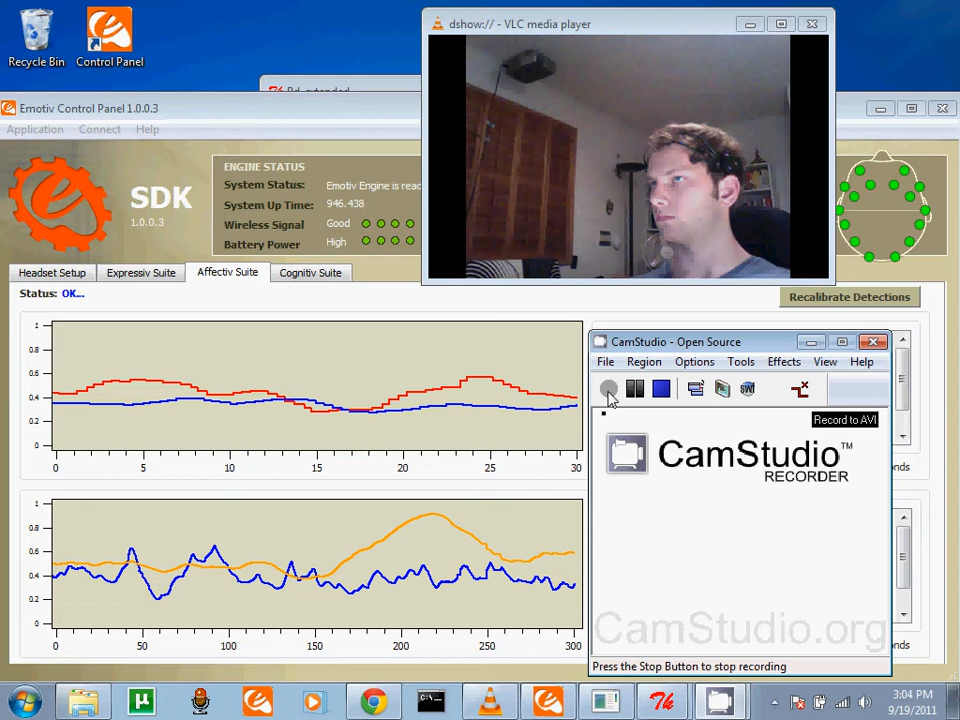 dshow:// - VLC media player
Recycle Bin
Control Panel
Pd-extended
Emotiv Control Panel 1.0.0.3
Application Connect Help
SDK
1.0.0.3
ENGINE STATUS
System Status: Emotiv Engine is read
System Up Time: 946.438
Wireless Signal Good
Battery Power High
Headset Setup Expressiv Suite Affectiv Suite Cognitiv Suite
Status: OK...
Recalibrate Detections
1
0.8
0.6
0.4
0.2
0
0 5 10 15 20 25 30
CamStudio - Open Source
File Region Options Tools Effects View Help
SWF
Record to AVI
CamStudio™
RECORDER
onds
1
0.8
0.6
0.4
0.2
0
0 50 100 150 200 250 300
CamStudio.org
onds
Press the Stop Button to stop recording
3:04 PM
9/19/2011